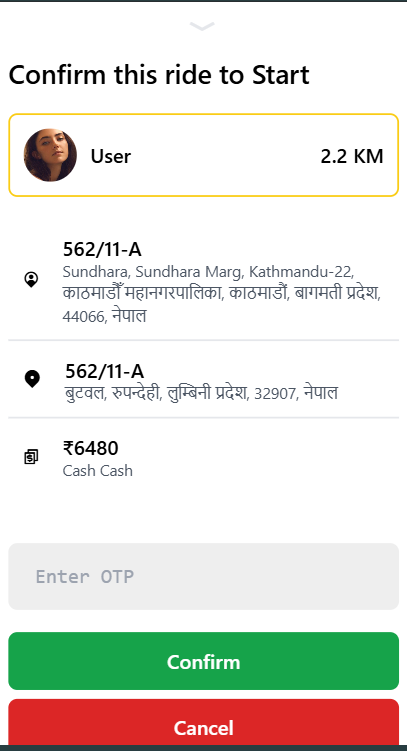 Confirm this ride to Start
User
2.2 KM
562/11-A
Sundhara, Sundhara Marg, Kathmandu-22,
काठमाडौँ महानगरपालिका, काठमाडौं, बागमती प्रदेश,
44066, नेपाल
562/11-A
बुटवल, रुपन्देही, लुम्बिनी प्रदेश, 32907, नेपाल
₹6480
Cash Cash
Enter OTP
Confirm
Cancel